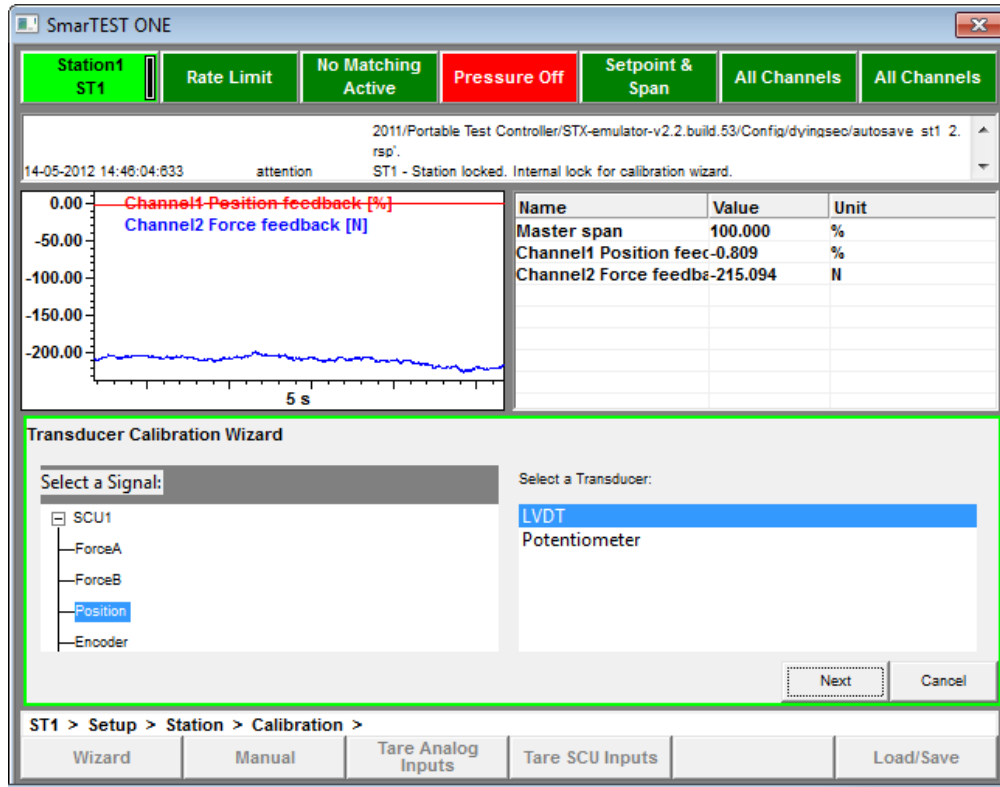 SmarTEST ONE
Station1
ST1
Rate Limit
No Matching
Active
Pressure Off
Setpoint &
Span
All Channels
All Channels
2011/Portable Test Controller/STX-emulator-v2.2.build.53/Config/dyingsec/autosave_st1_2.
rsp'.
14-05-2012 14:46:04:633 attention ST1 - Station locked. Internal lock for calibration wizard.
0.00
-50.00
-100.00
-150.00
-200.00
Channel1 Position feedback [%]
Channel2 Force feedback [N]
5 s
Name Value Unit
Master span 100.000 %
Channel1 Position feec -0.809 %
Channel2 Force feedba -215.094 N
Transducer Calibration Wizard
Select a Signal:
SCU1
ForceA
ForceB
Position
Encoder
Select a Transducer:
LVDT
Potentiometer
Next
Cancel
ST1 > Setup > Station > Calibration >
Wizard
Manual
Tare Analog
Inputs
Tare SCU Inputs
Load/Save